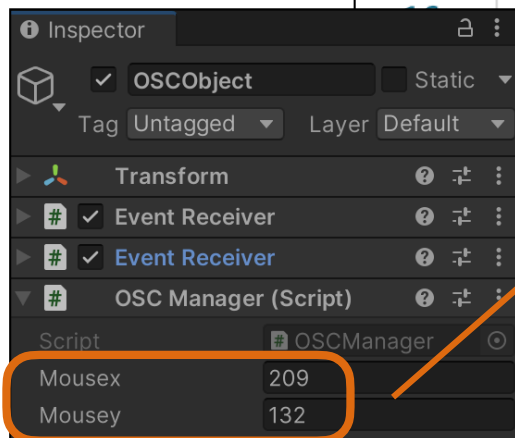 Inspector
OSCObject Static
Tag Untagged Layer Default
Transform
# Event Receiver
# Event Receiver
# OSC Manager (Script)
Script # OSCManager
Mousex 209
Mousey 132